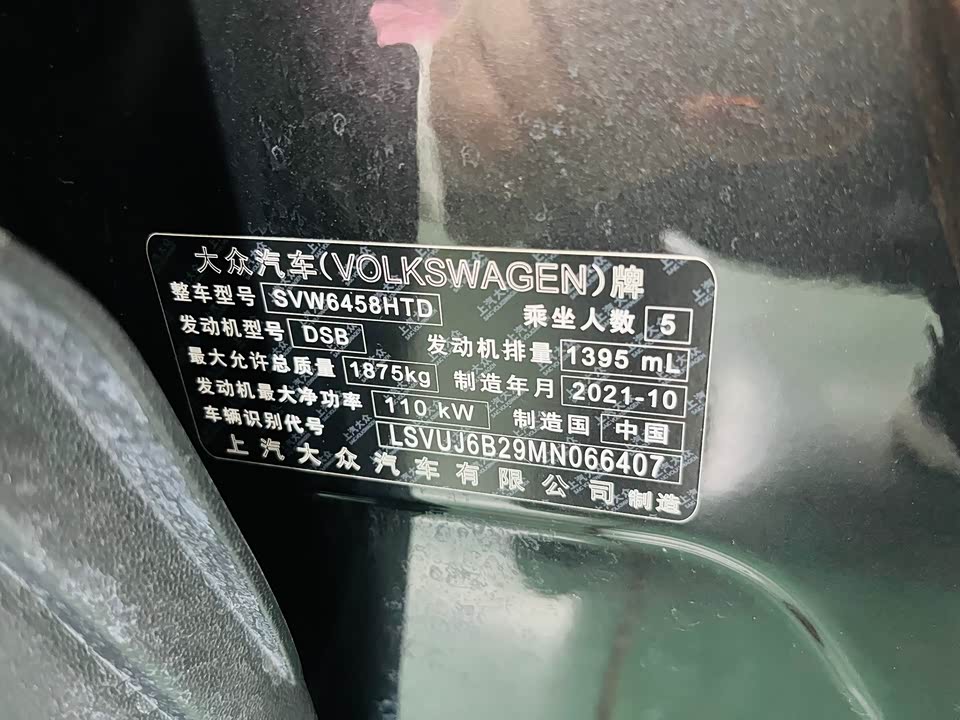 大众汽车(VOLKSWAGEN)牌
整车型号 SVW6458HTD 乘坐人数 5
发动机型号 DSB 发动机排量 1395 mL
最大允许总质量 1875kg 制造年月 2021-10
发动机最大净功率 110 kW 制造国 中国
车辆识别代号 LSVUJ6B29MN066407
上汽大众汽车有限公司 制造